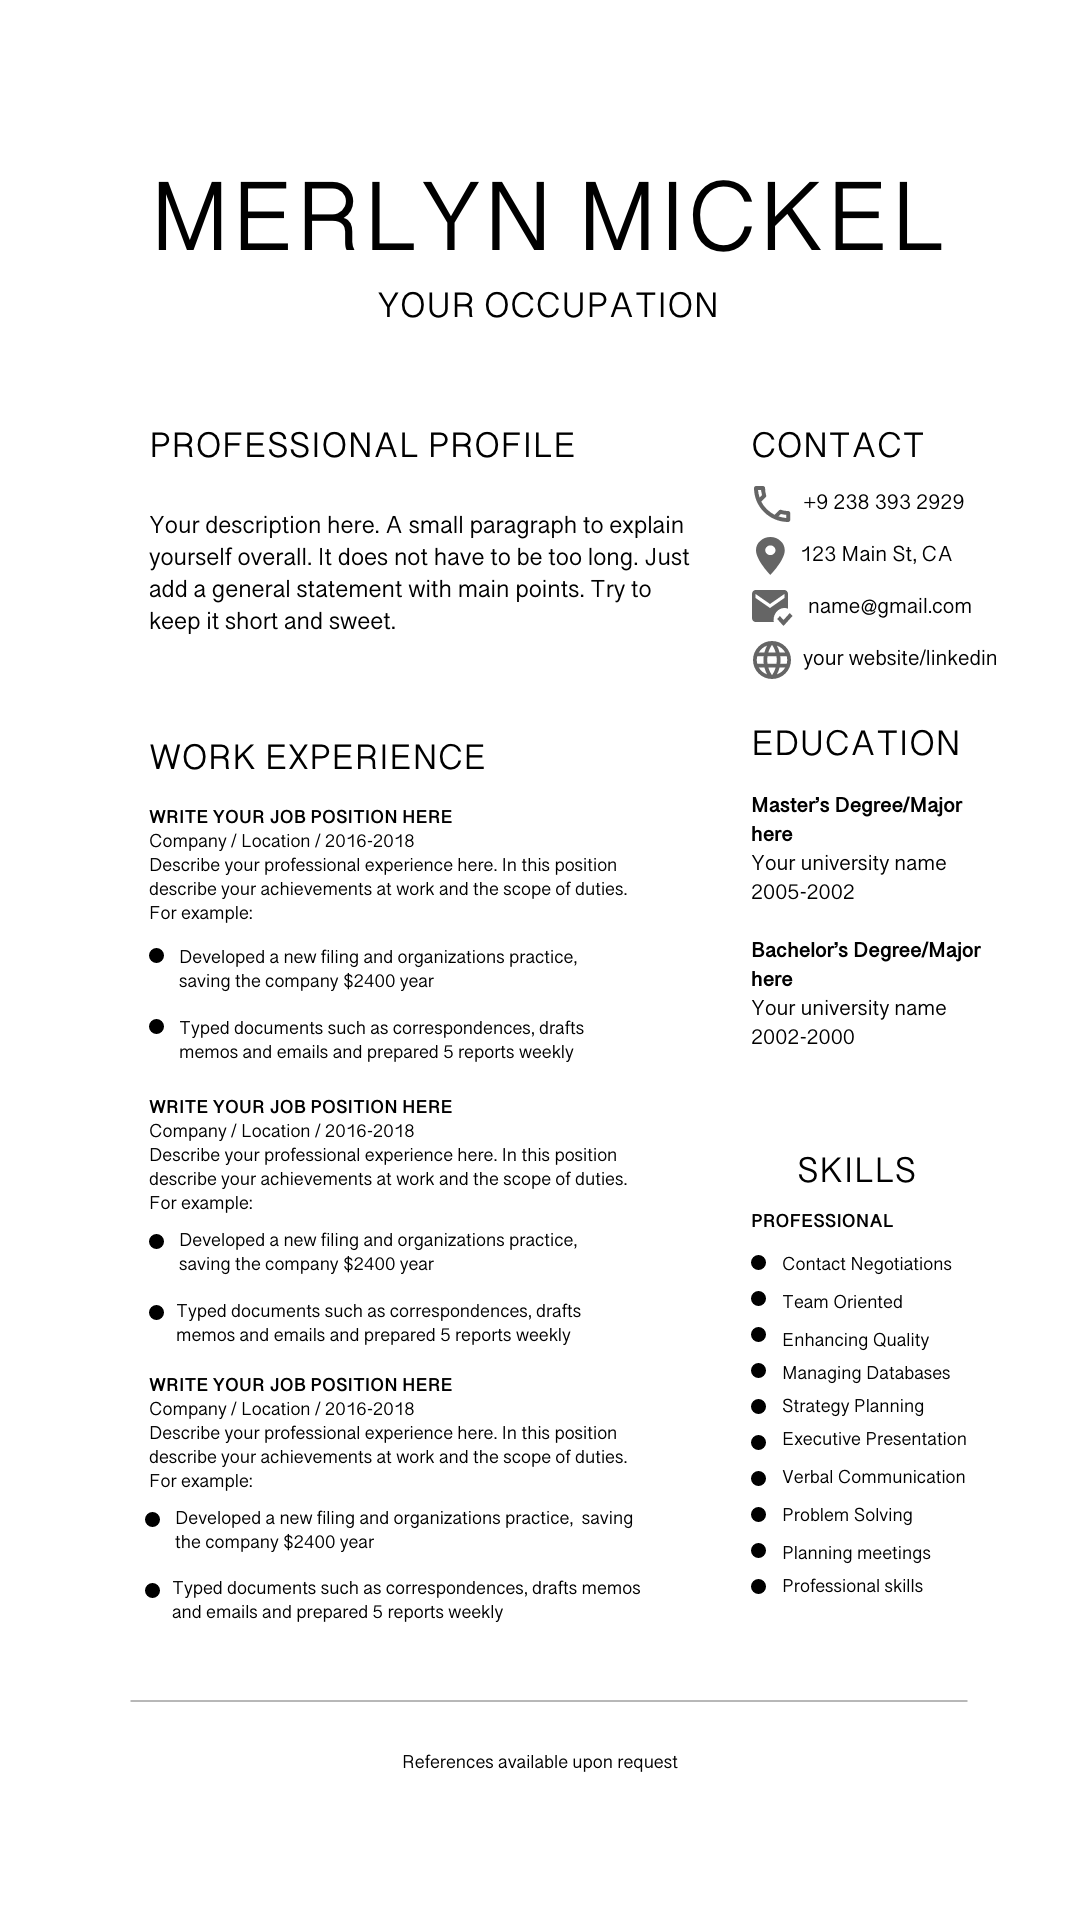 MERLYN MICKEL
YOUR OCCUPATION
PROFESSIONAL PROFILE
Your description here. A small paragraph to explain
yourself overall. It does not have to be too long. Just
add a general statement with main points. Try to
keep it short and sweet.
WORK EXPERIENCE
WRITE YOUR JOB POSITION HERE
Company / Location / 2016-2018
Describe your professional experience here. In this position
describe your achievements at work and the scope of duties.
For example:
Developed a new filing and organizations practice,
saving the company $2400 year
Typed documents such as correspondences, drafts
memos and emails and prepared 5 reports weekly
WRITE YOUR JOB POSITION HERE
Company / Location / 2016-2018
Describe your professional experience here. In this position
describe your achievements at work and the scope of duties.
For example:
Developed a new filing and organizations practice,
saving the company $2400 year
Typed documents such as correspondences, drafts
memos and emails and prepared 5 reports weekly
WRITE YOUR JOB POSITION HERE
Company / Location / 2016-2018
Describe your professional experience here. In this position
describe your achievements at work and the scope of duties.
For example:
Developed a new filing and organizations practice, saving
the company $2400 year
Typed documents such as correspondences, drafts memos
and emails and prepared 5 reports weekly
CONTACT
+9 238 393 2929
123 Main St, CA
name@gmail.com
your website/linkedin
EDUCATION
Master's Degree/Major
here
Your university name
2005-2002
Bachelor's Degree/Major
here
Your university name
2002-2000
SKILLS
PROFESSIONAL
Contact Negotiations
Team Oriented
Enhancing Quality
Managing Databases
Strategy Planning
Executive Presentation
Verbal Communication
Problem Solving
Planning meetings
Professional skills
References available upon request